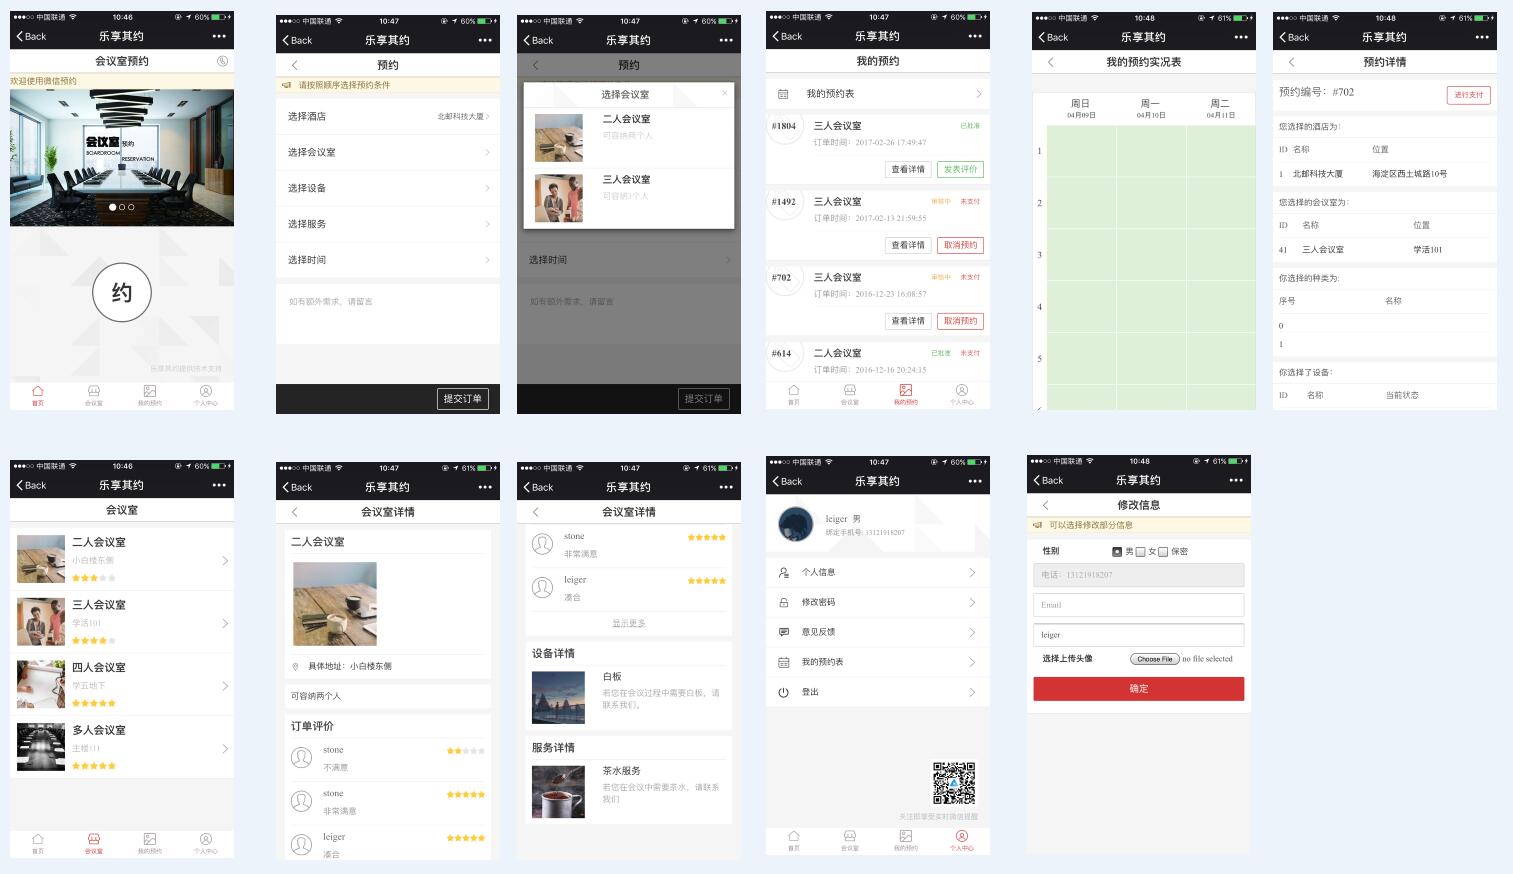 ●●●○○ 中国联通 10:46 60%
Back 乐享其约 •••
会议室预约
欢迎使用微信预约
会议室 预约
BOARDROOM RESERVATION
约
乐享其约提供技术支持
首页 会议室 我的预约 个人中心
●●●○○ 中国联通 10:47 60%
Back 乐享其约 •••
预约
请按照顺序选择预约条件
选择酒店 北邮科技大厦
选择会议室
选择设备
选择服务
选择时间
如有额外需求，请留言
提交订单
●●●○○ 中国联通 10:47 60%
Back 乐享其约 •••
预约
选择会议室 ×
二人会议室
可容纳两个人
三人会议室
可容纳3个人
选择时间
如有额外需求，请留言
提交订单
●●●○○ 中国联通 10:47 60%
Back 乐享其约 •••
我的预约
我的预约表
#1804 三人会议室 已批准
订单时间：2017-02-26 17:49:47
查看详情 发表评价
#1492 三人会议室 审核中 未支付
订单时间：2017-02-13 21:59:55
查看详情 取消预约
#702 三人会议室 审核中 未支付
订单时间：2016-12-23 16:08:57
查看详情 取消预约
#614 二人会议室 已批准 未支付
订单时间：2016-12-16 20:24:15
首页 会议室 我的预约 个人中心
●●●○○ 中国联通 10:48 61%
Back 乐享其约 •••
我的预约实况表
周日 周一 周二
04月09日 04月10日 04月11日
1
2
3
4
5
●●●○○ 中国联通 10:48 61%
Back 乐享其约 •••
预约详情
预约编号：#702 进行支付
您选择的酒店为：
ID 名称 位置
1 北邮科技大厦 海淀区西土城路10号
您选择的会议室为：
ID 名称 位置
41 三人会议室 学活101
你选择的种类为:
序号 名称
0
1
你选择了设备：
ID 名称 当前状态
●●●○○ 中国联通 10:46 60%
Back 乐享其约 •••
会议室
二人会议室
小白楼东侧
三人会议室
学活101
四人会议室
学五地下
多人会议室
主楼111
首页 会议室 我的预约 个人中心
●●●○○ 中国联通 10:47 61%
Back 乐享其约 •••
会议室详情
二人会议室
具体地址：小白楼东侧
可容纳两个人
订单评价
stone
不满意
stone
非常满意
leiger
凑合
●●●○○ 中国联通 10:47 61%
Back 乐享其约 •••
会议室详情
stone
非常满意
leiger
凑合
显示更多
设备详情
白板
若您在会议过程中需要白板，请
联系我们。
服务详情
茶水服务
若您在会议中需要茶水，请联系
我们
●●●○○ 中国联通 10:47 60%
Back 乐享其约 •••
leiger 男
绑定手机号: 13121918207
个人信息
修改密码
意见反馈
我的预约表
登出
关注即享受实时微信提醒
首页 会议室 我的预约 个人中心
●●●○○ 中国联通 10:48 61%
Back 乐享其约 •••
修改信息
可以选择修改部分信息
性别 男 女 保密
电话：13121918207
Email
leiger
选择上传头像 Choose File no file selected
确定